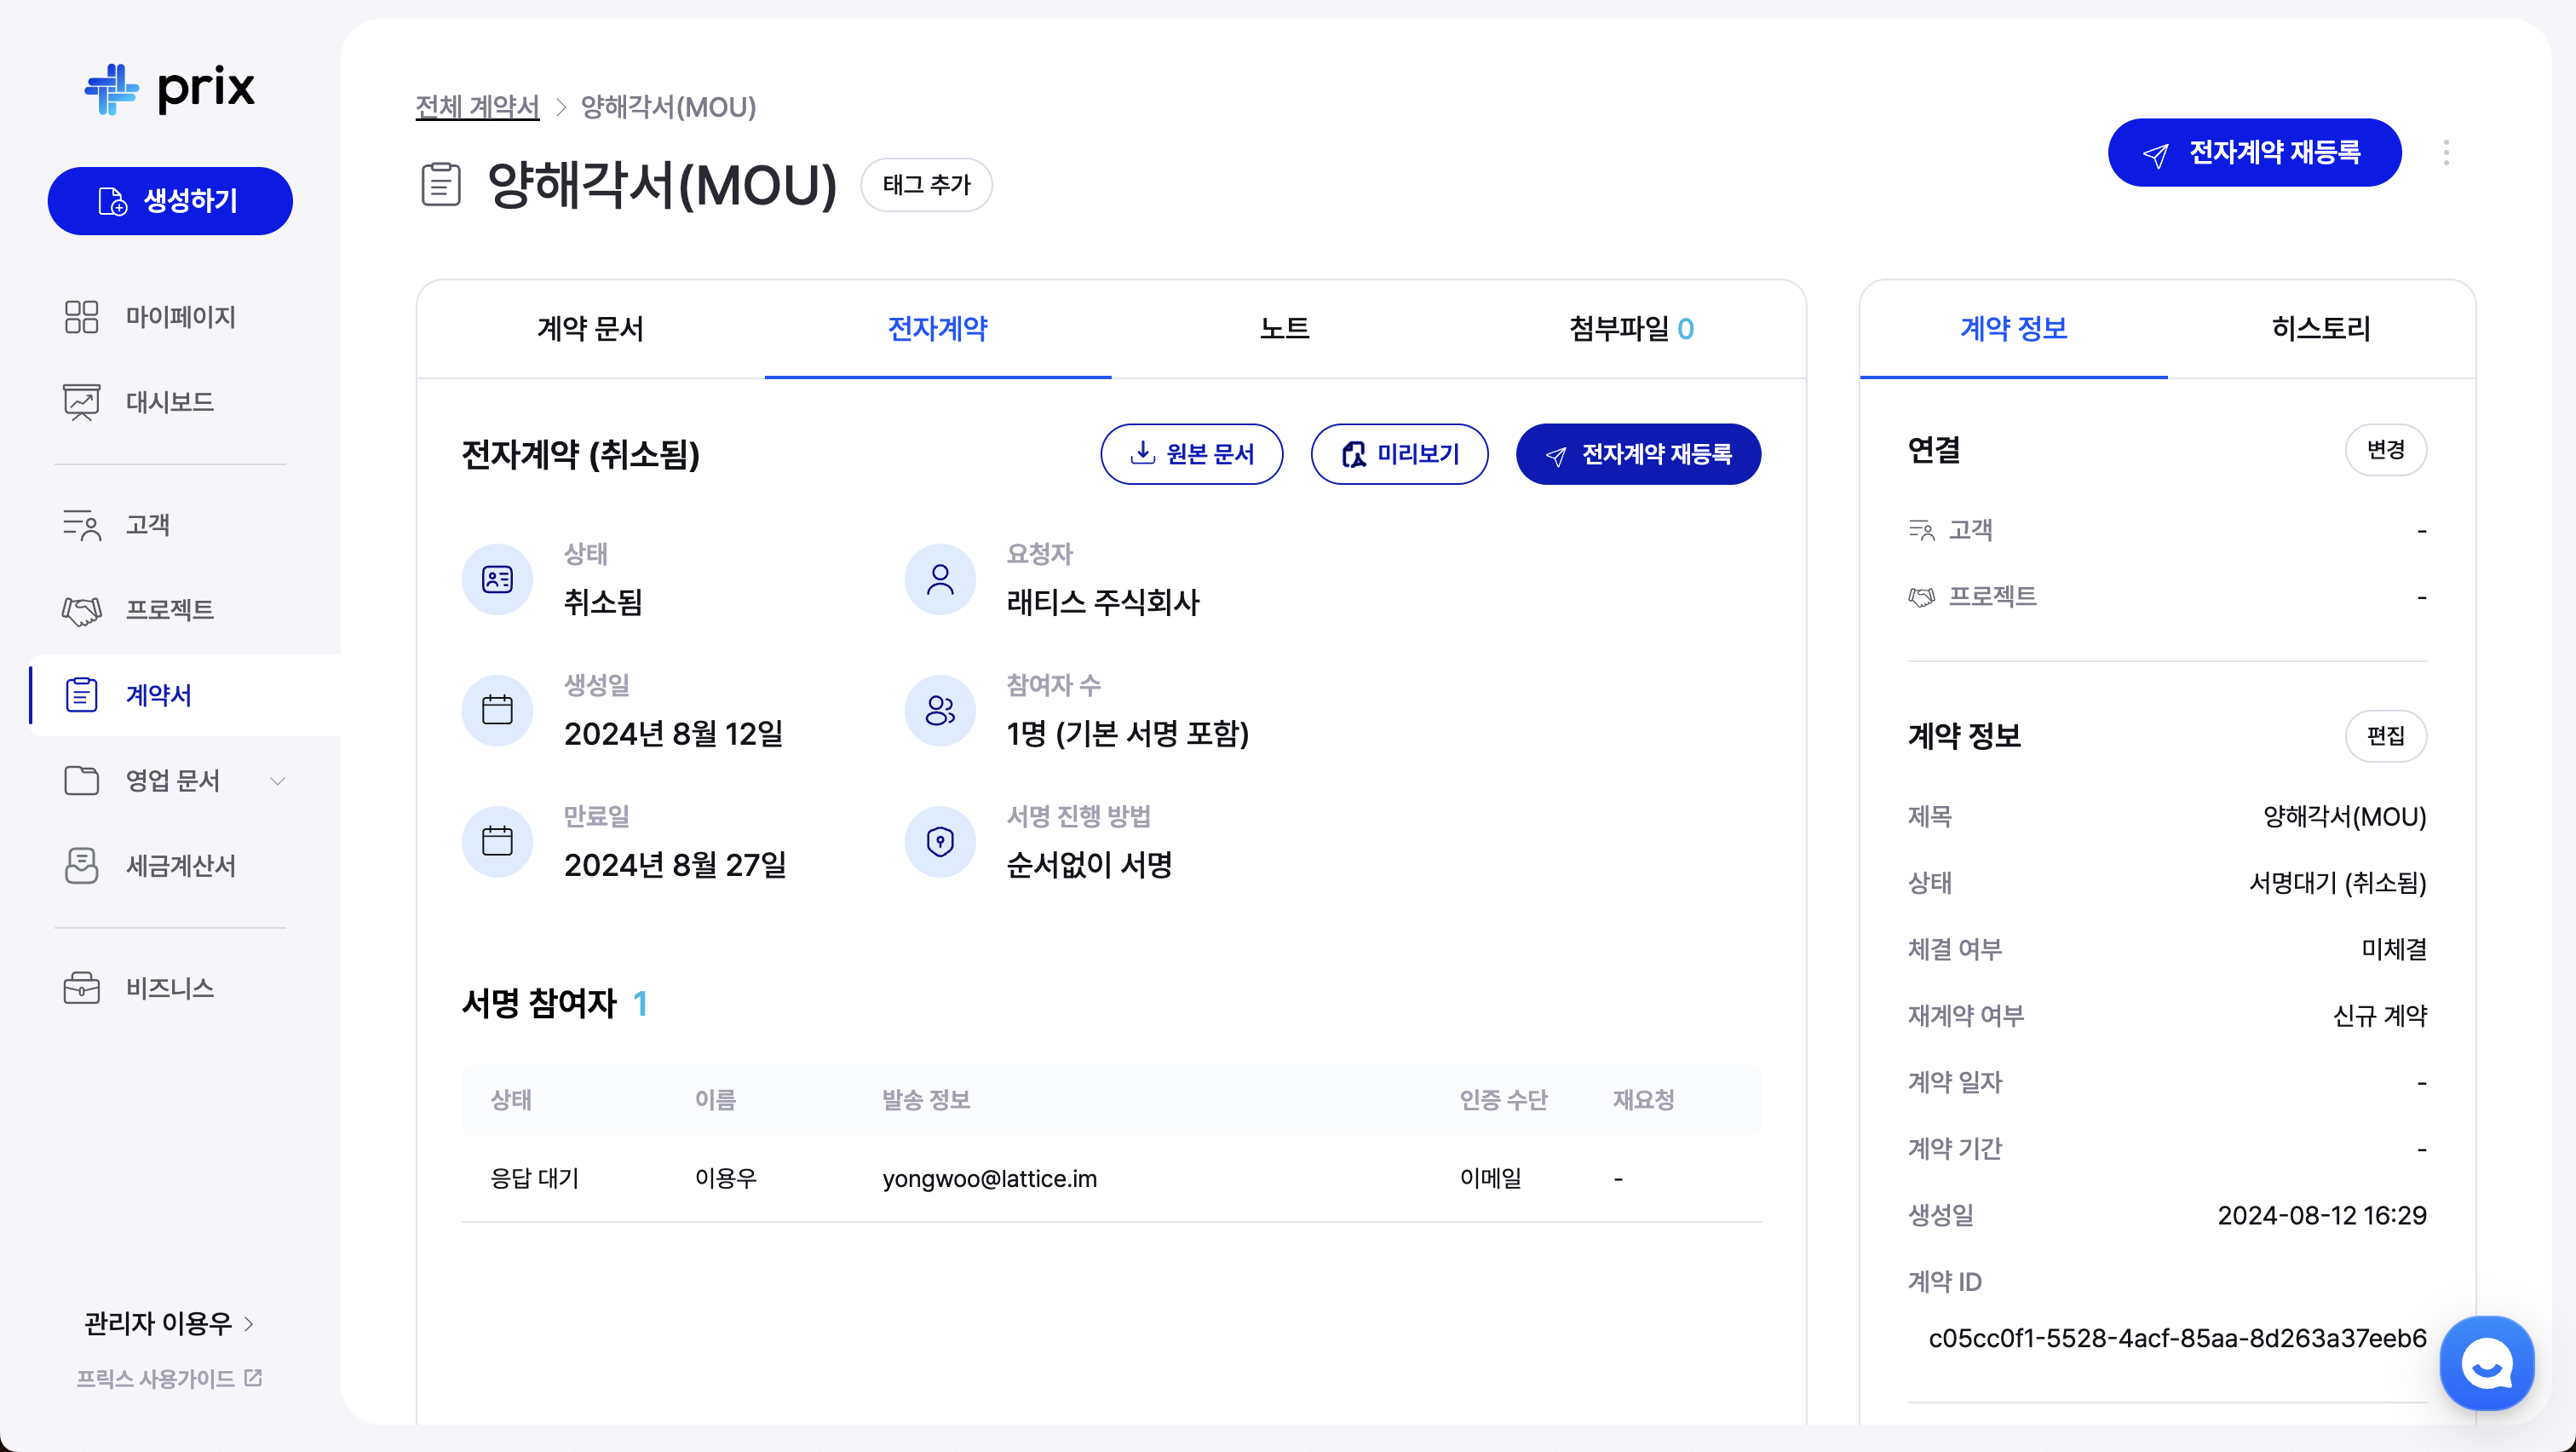 prix
생성하기
마이페이지
대시보드
고객
프로젝트
계약서
영업 문서
세금계산서
비즈니스
관리자 이용우
프릭스 사용가이드
전체 계약서 > 양해각서(MOU)
양해각서(MOU)
태그 추가
전자계약 재등록
계약 문서
전자계약
노트
첨부파일 0
전자계약 (취소됨)
원본 문서
미리보기
전자계약 재등록
상태
취소됨
요청자
래티스 주식회사
생성일
2024년 8월 12일
참여자 수
1명 (기본 서명 포함)
만료일
2024년 8월 27일
서명 진행 방법
순서없이 서명
서명 참여자 1
상태 이름 발송 정보 인증 수단 재요청
응답 대기 이용우 yongwoo@lattice.im 이메일 -
계약 정보
히스토리
연결
변경
고객 -
프로젝트 -
계약 정보
편집
제목 양해각서(MOU)
상태 서명대기 (취소됨)
체결 여부 미체결
재계약 여부 신규 계약
계약 일자 -
계약 기간 -
생성일 2024-08-12 16:29
계약 ID
c05cc0f1-5528-4acf-85aa-8d263a37eeb6